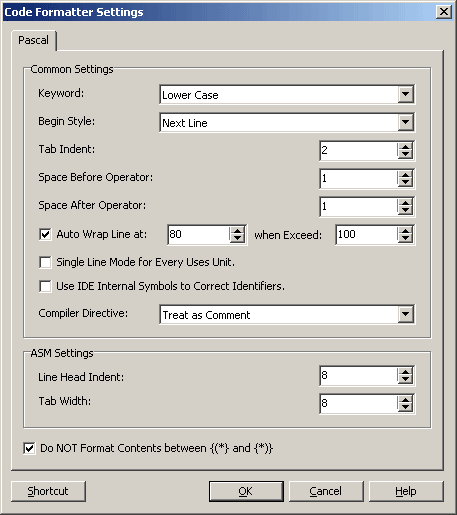 Code Formatter Settings
Pascal
Common Settings
Keyword: Lower Case
Begin Style: Next Line
Tab Indent: 2
Space Before Operator: 1
Space After Operator: 1
Auto Wrap Line at: 80 when Exceed: 100
Single Line Mode for Every Uses Unit.
Use IDE Internal Symbols to Correct Identifiers.
Compiler Directive: Treat as Comment
ASM Settings
Line Head Indent: 8
Tab Width: 8
Do NOT Format Contents between {(*} and {*)}
Shortcut OK Cancel Help